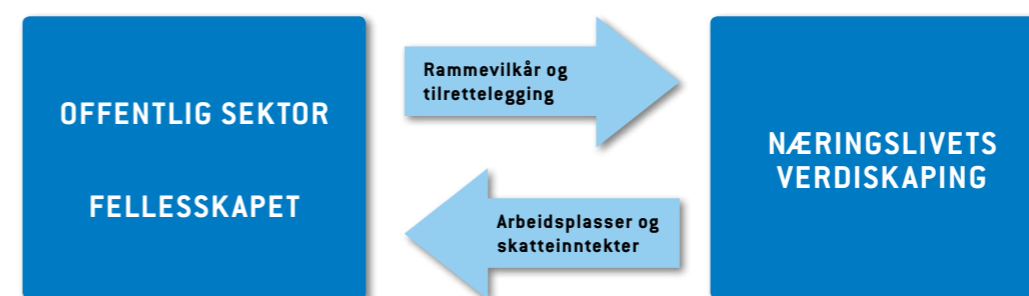 OFFENTLIG SEKTOR
FELLESSKAPET
Rammevilkår og
tilrettelegging
Arbeidsplasser og
skatteinntekter
NÆRINGSLIVETS
VERDISKAPING